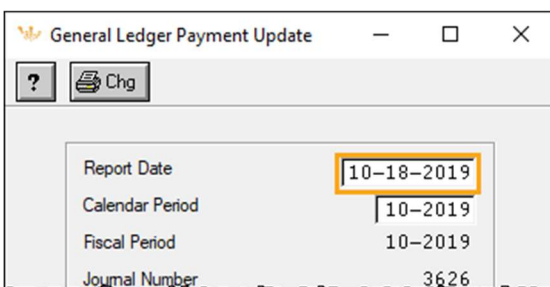 General Ledger Payment Update
? Chg
Report Date 10-18-2019
Calendar Period 10-2019
Fiscal Period 10-2019
Journal Number 3626